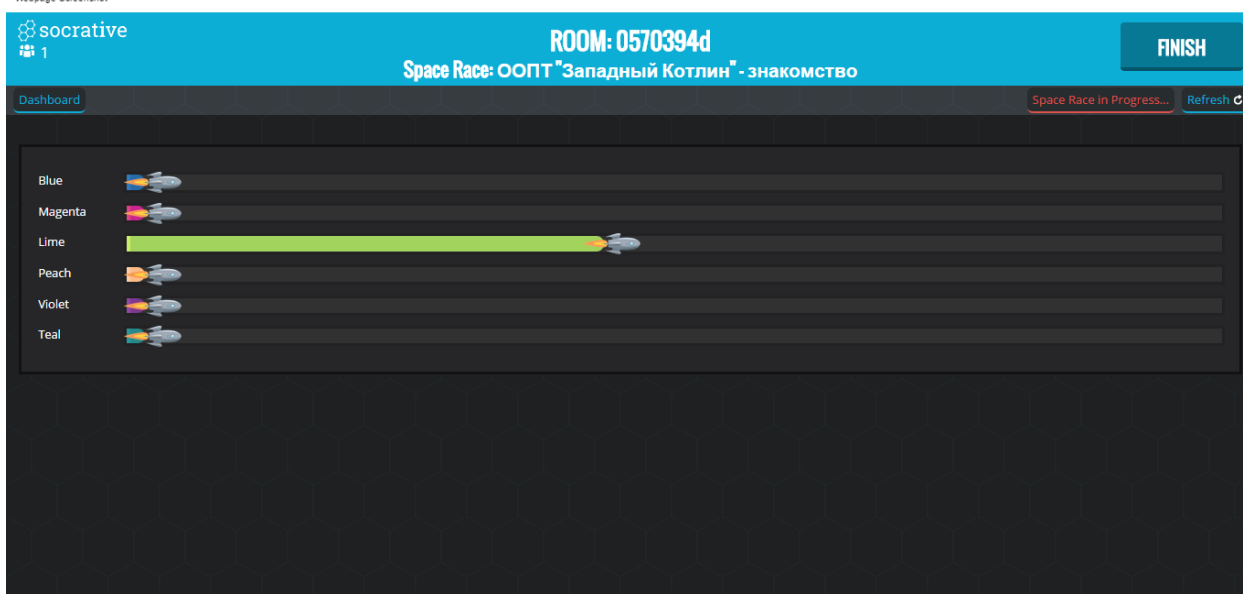 socrative
1
ROOM: 0570394d
Space Race: ООПТ "Западный Котлин" - знакомство
FINISH
Dashboard
Space Race in Progress...
Refresh
Blue
Magenta
Lime
Peach
Violet
Teal